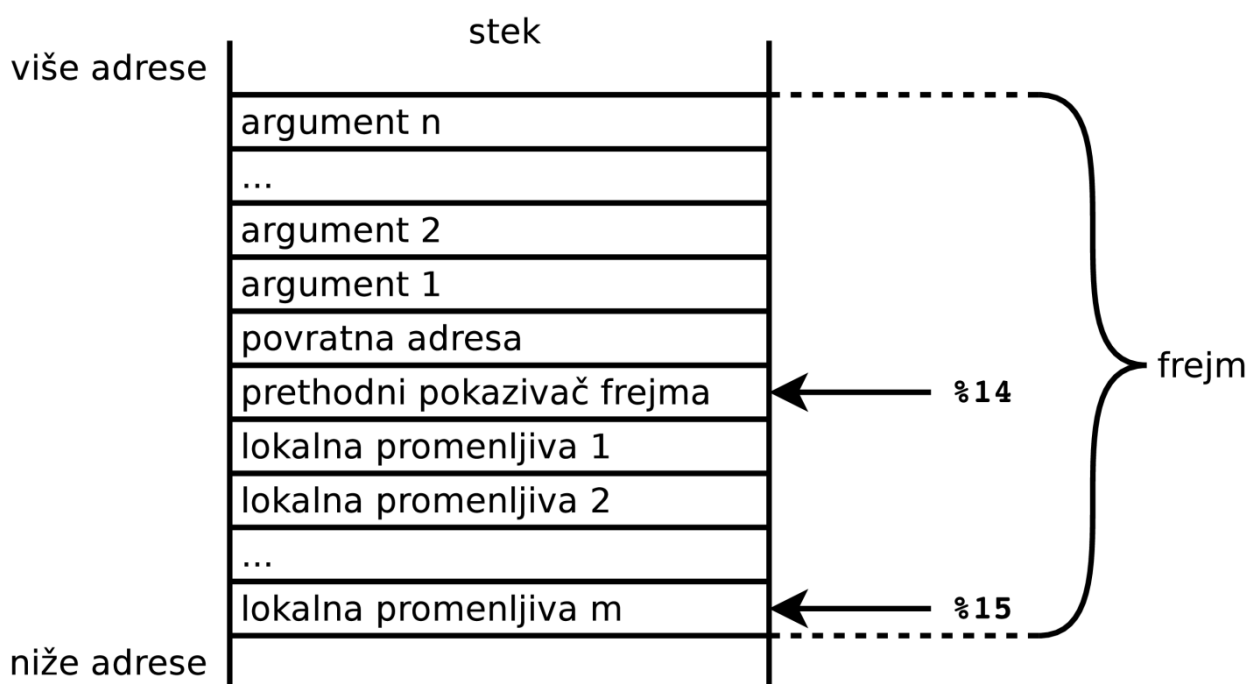 stek
više adrese
argument n
...
argument 2
argument 1
povratna adresa
prethodni pokazivač frejma
%14
frejm
lokalna promenljiva 1
lokalna promenljiva 2
...
lokalna promenljiva m
%15
niže adrese